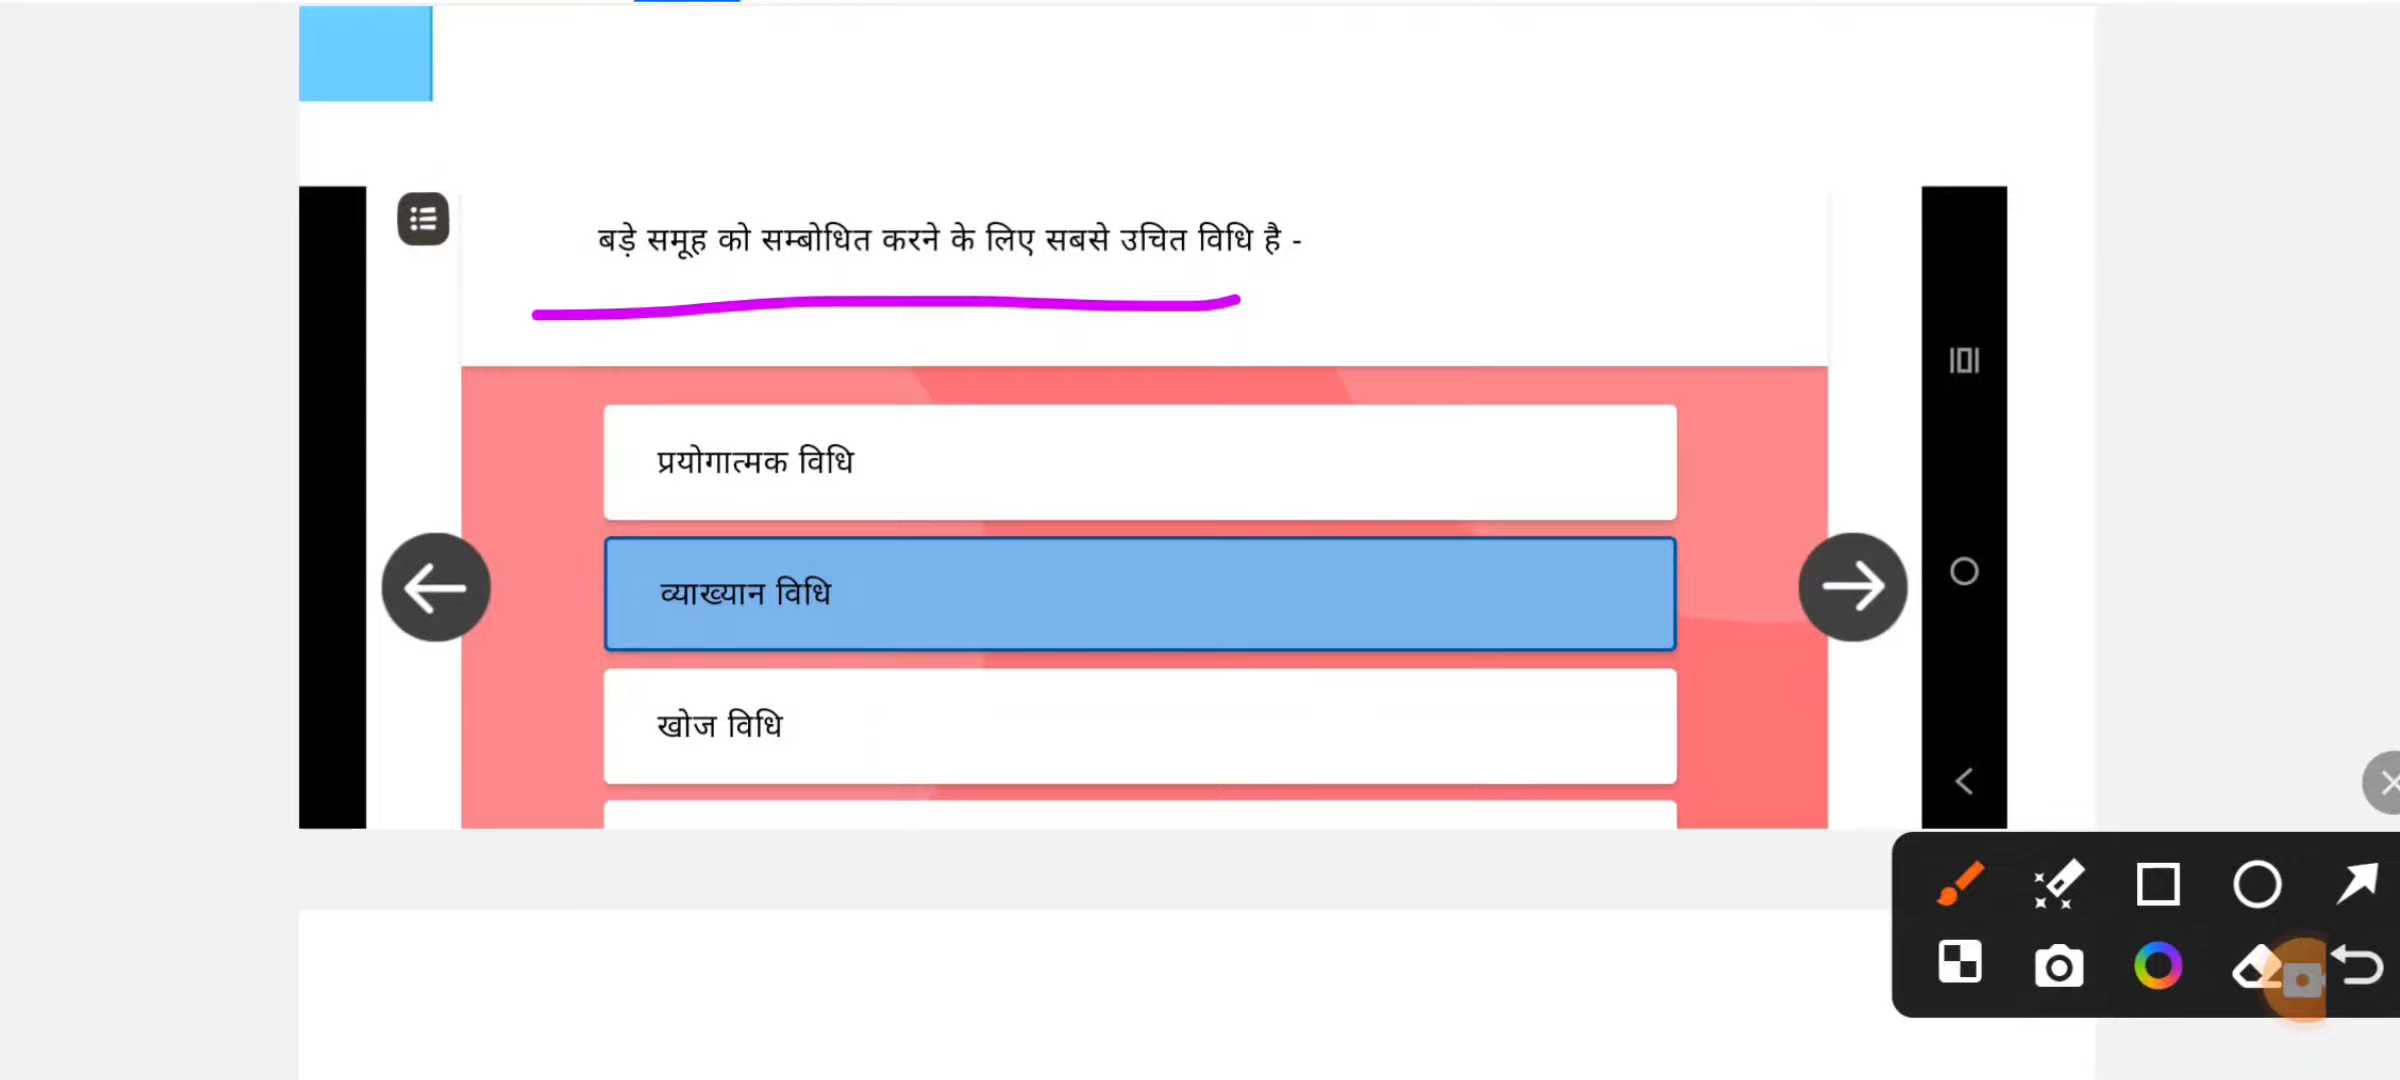 बड़े समूह को सम्बोधित करने के लिए सबसे उचित विधि है -
प्रयोगात्मक विधि
व्याख्यान विधि
खोज विधि